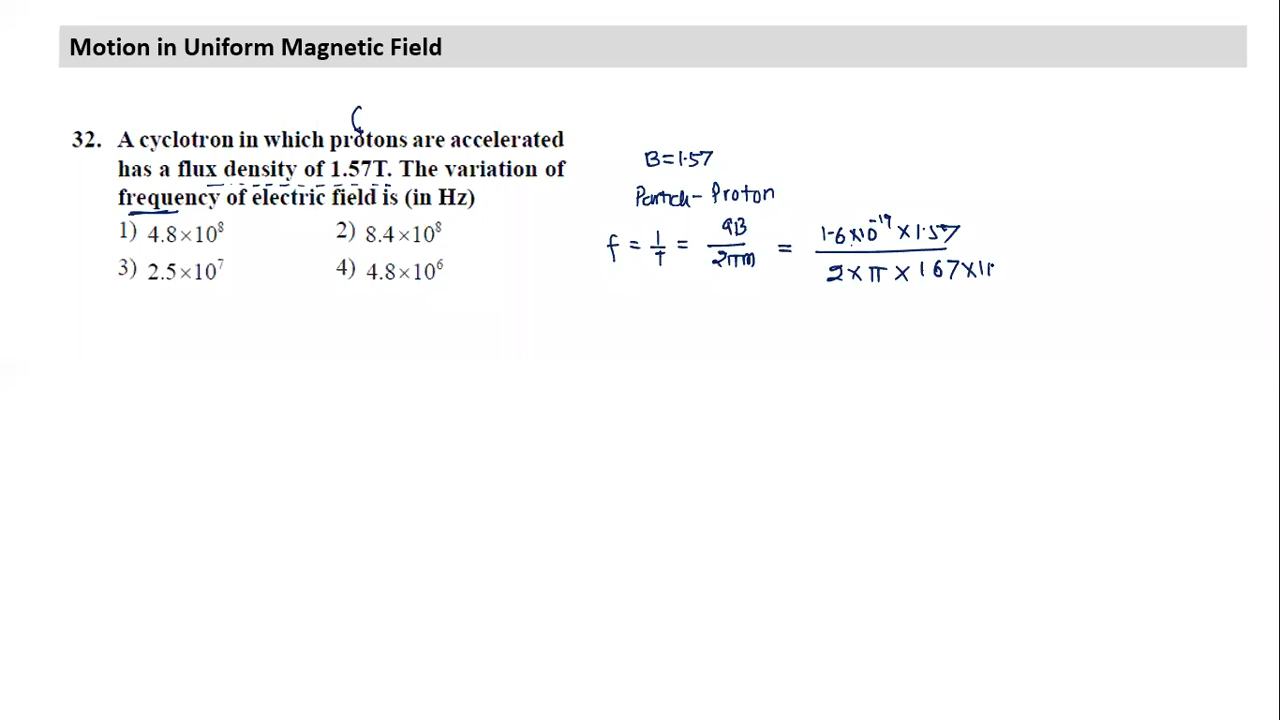 Motion in Uniform Magnetic Field
32. A cyclotron in which protons are accelerated
has a flux density of 1.57T. The variation of
frequency of electric field is (in Hz)
1) 4.8×10⁸ 2) 8.4×10⁸
3) 2.5×10⁷ 4) 4.8×10⁶
B=1.57
Proton
f = 1/T = qB/2πm = 1.6×10⁻¹⁹ × 1.57 / 2 × π × 1.67×1